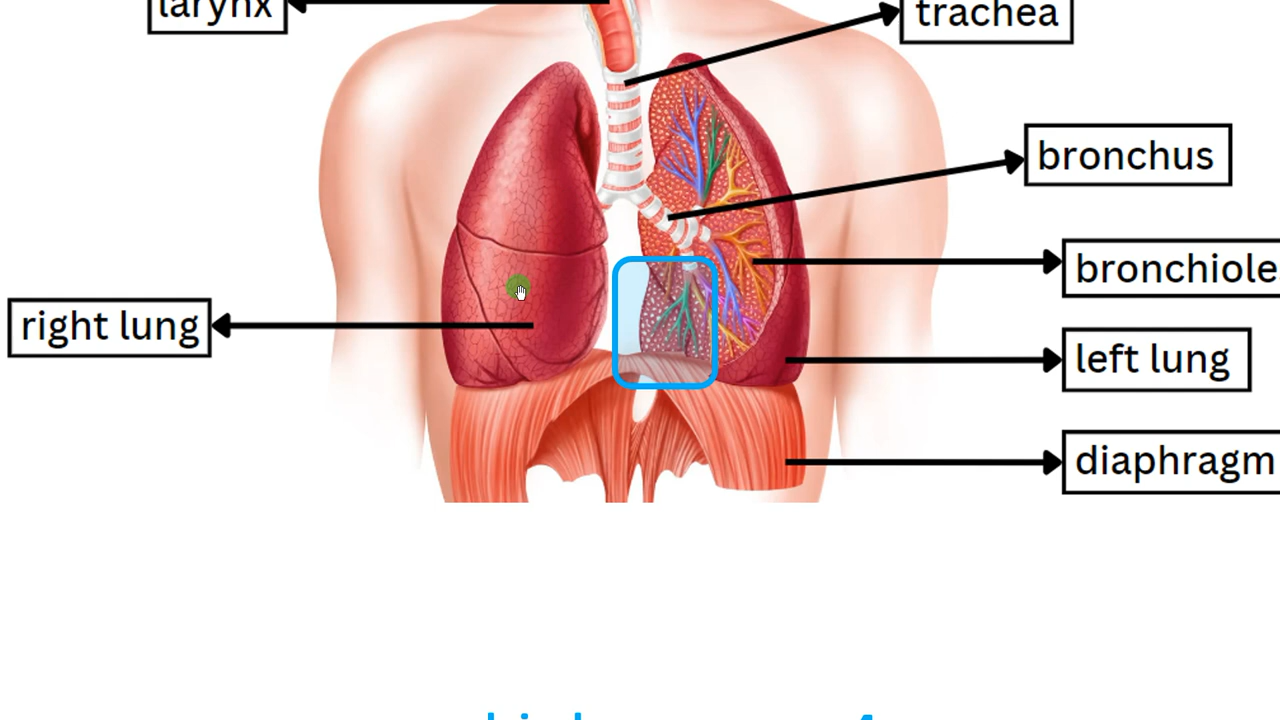 larynx
trachea
bronchus
bronchiole
right lung
left lung
diaphragm